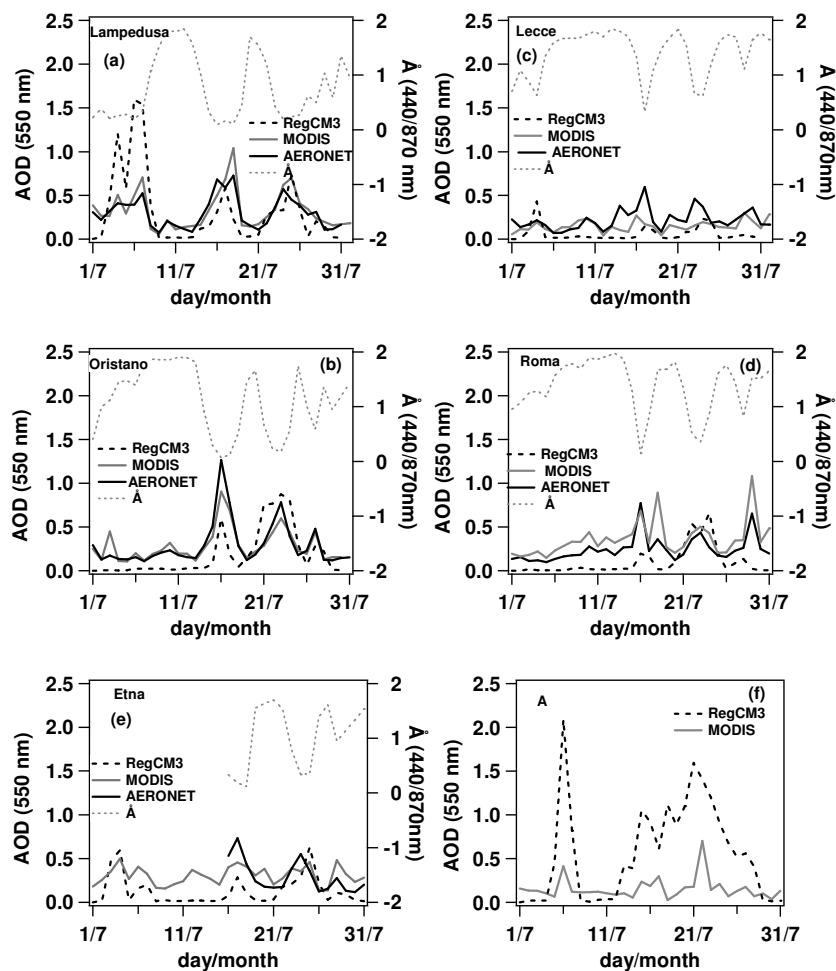 Lampedusa
(a)
2.5
2.0
1.5
1.0
0.5
0.0
AOD (550 nm)
2
1
0
-1
-2
Å (440/870 nm)
RegCM3
MODIS
AERONET
Å
1/7 11/7 21/7 31/7
day/month
Lecce
(c)
2.5
2.0
1.5
1.0
0.5
0.0
AOD (550 nm)
2
1
0
-1
-2
A (440/870 nm)
RegCM3
MODIS
AERONET
Å
1/7 11/7 21/7 31/7
day/month
Oristano
(b)
2.5
2.0
1.5
1.0
0.5
0.0
AOD (550 nm)
2
1
0
-1
-2
Å (440/870nm)
RegCM3
MODIS
AERONET
Å
1/7 11/7 21/7 31/7
day/month
Roma
(d)
2.5
2.0
1.5
1.0
0.5
0.0
AOD (550 nm)
2
1
0
-1
-2
Å (440/870nm)
RegCM3
MODIS
AERONET
Å
1/7 11/7 21/7 31/7
day/month
Etna
(e)
2.5
2.0
1.5
1.0
0.5
0.0
AOD (550 nm)
2
1
0
-1
-2
Å (440/870nm)
RegCM3
MODIS
AERONET
Å
1/7 11/7 21/7 31/7
day/month
A
(f)
2.5
2.0
1.5
1.0
0.5
0.0
AOD (550 nm)
RegCM3
MODIS
1/7 11/7 21/7 31/7
day/month